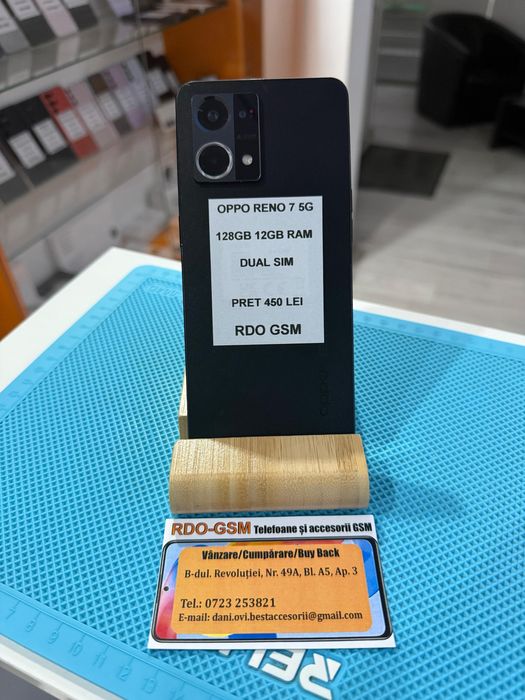 OPPO RENO 7 5G
128GB 12GB RAM
DUAL SIM
PRET 450 LEI
RDO GSM
oppo
RDO-GSM Telefoane și accesorii GSM
Vânzare/Cumpărare/Buy Back
B-dul. Revoluției, Nr. 49A, Bl. A5, Ap. 3
Tel.: 0723 253821
E-mail: dani.ovi.bestaccesorii@gmail.com